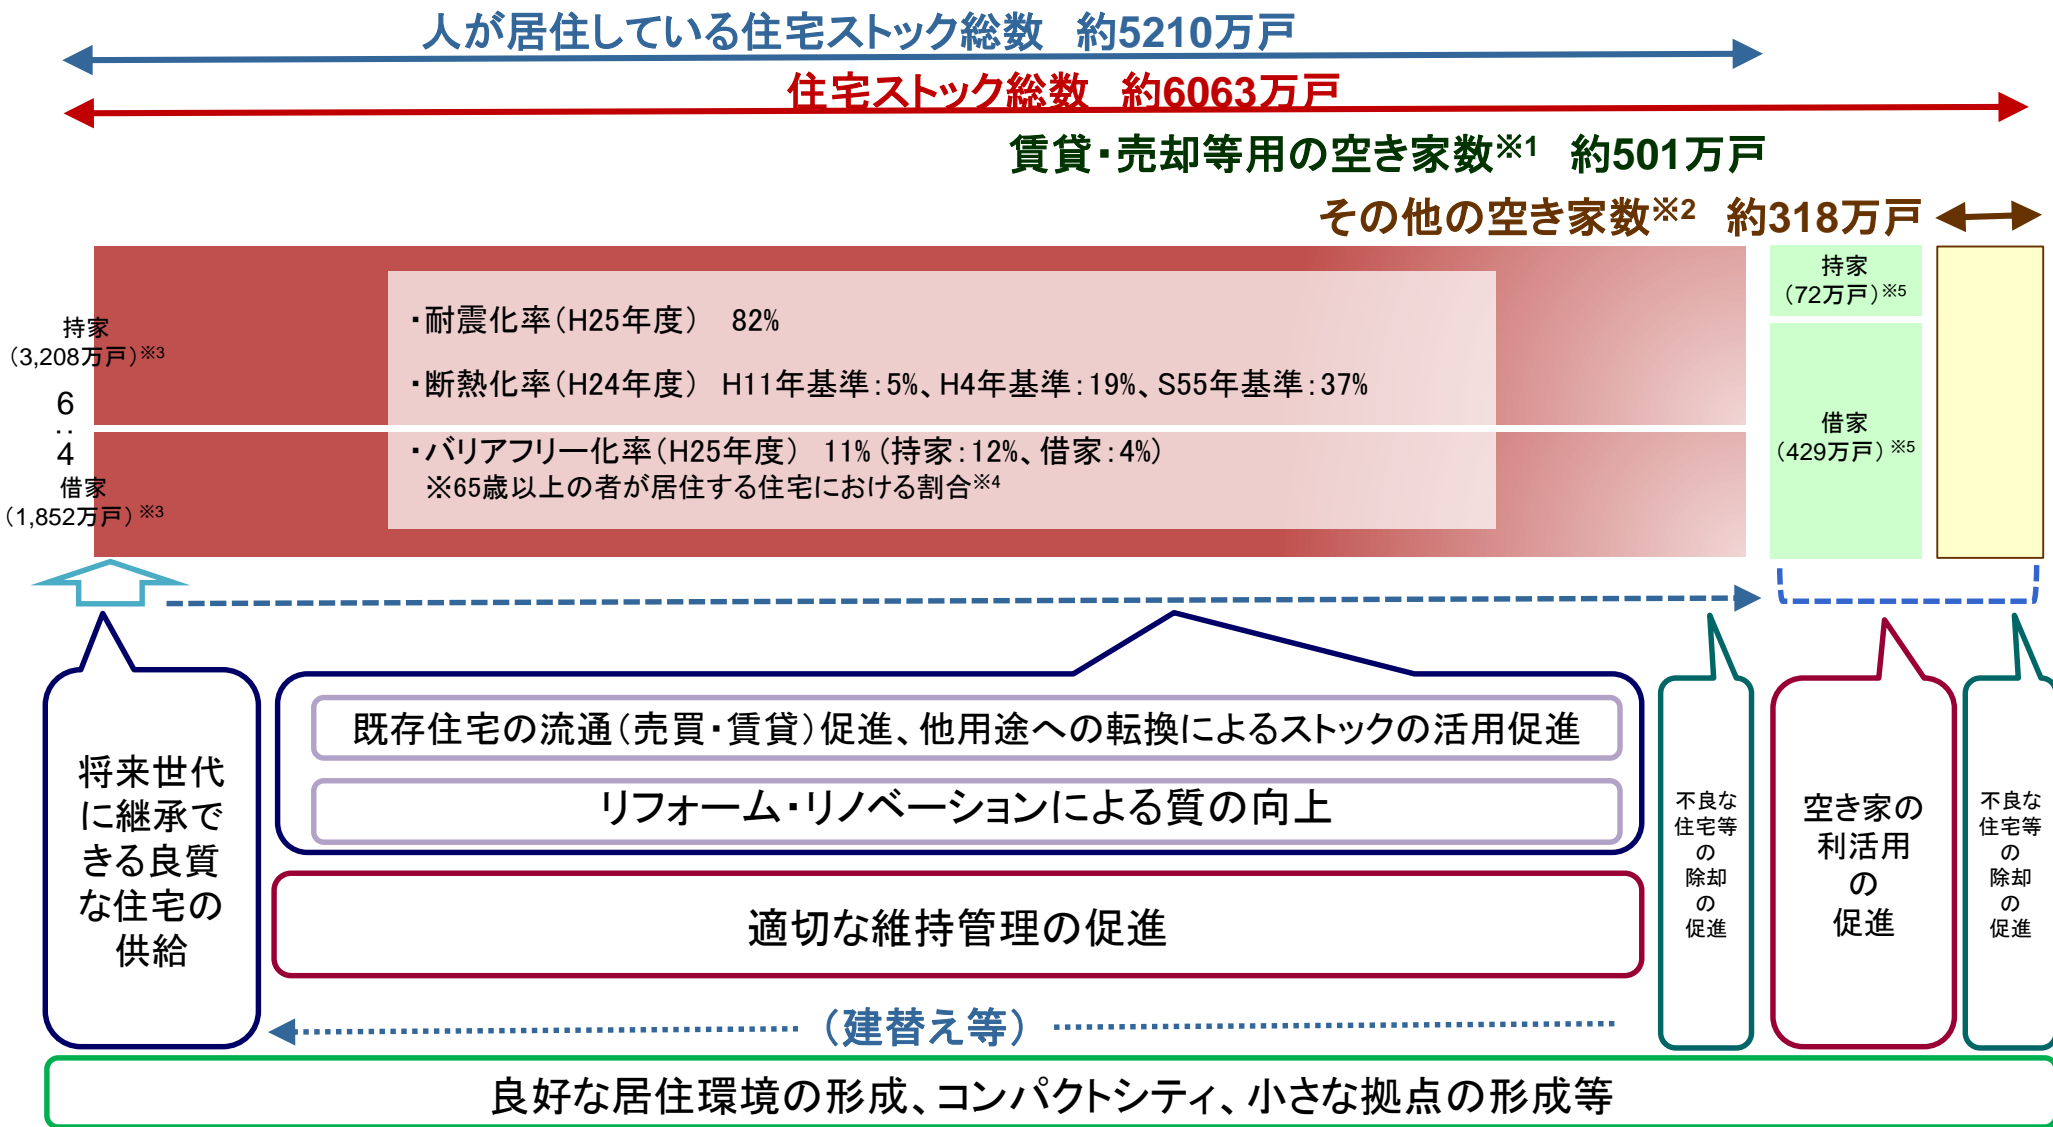 人が居住している住宅ストック総数　約5210万戸
住宅ストック総数　約6063万戸
賃貸・売却等用の空き家数※1　約501万戸
その他の空き家数※2　約318万戸
持家
（3,208万戸）※3
6
：
4
借家
（1,852万戸）※3
・耐震化率（H25年度）　82%
・断熱化率（H24年度）　H11年基準：5%、H4年基準：19%、S55年基準：37%
・バリアフリー化率（H25年度）　11%（持家：12%、借家：4%）
※65歳以上の者が居住する住宅における割合※4
持家
（72万戸）※5
借家
（429万戸）※5
将来世代
に継承で
きる良質
な住宅の
供給
既存住宅の流通（売買・賃貸）促進、他用途への転換によるストックの活用促進
リフォーム・リノベーションによる質の向上
適切な維持管理の促進
（建替え等）
不良な
住宅等
の
除却
の
促進
空き家の
利活用
の
促進
不良な
住宅等
の
除却
の
促進
良好な居住環境の形成、コンパクトシティ、小さな拠点の形成等